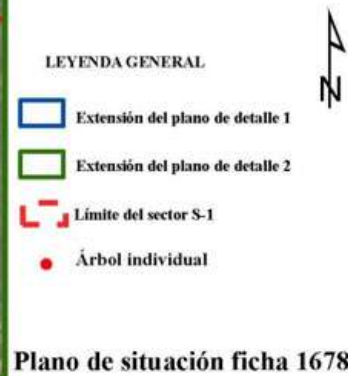 N
LEYENDA GENERAL
Extensión del plano de detalle 1
Extensión del plano de detalle 2
Límite del sector S-1
Árbol individual
Plano de situación ficha 1678